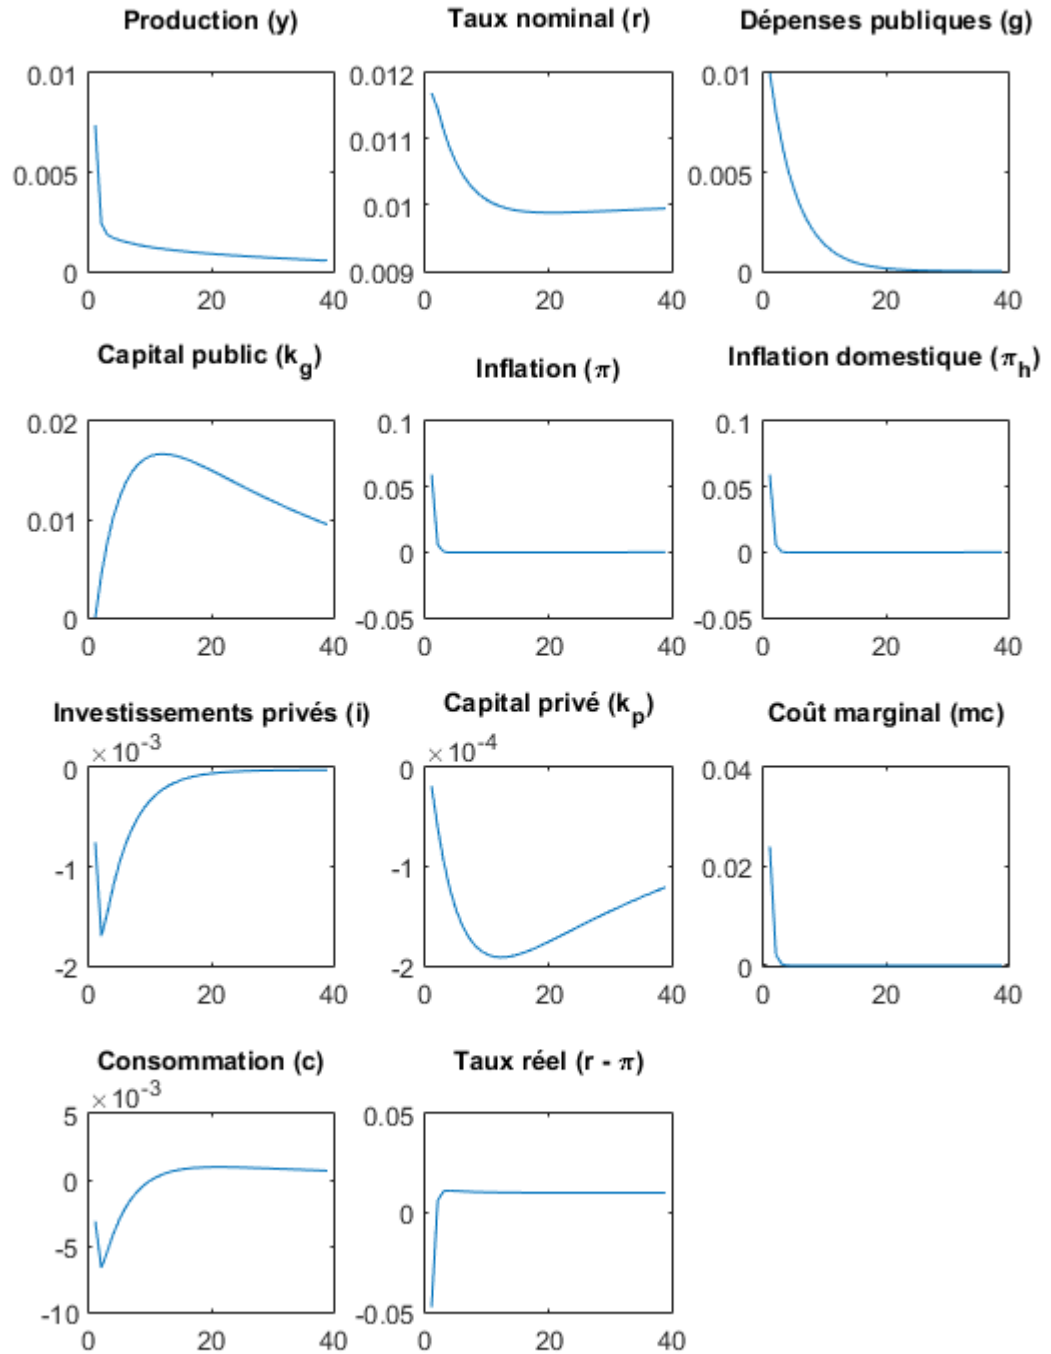 Production (y)
Taux nominal (r)
Dépenses publiques (g)
0.01
0.005
0
0 20 40
0.012
0.011
0.01
0.009
0 20 40
0.01
0.005
0
0 20 40
Capital public (k_g)
Inflation (π)
Inflation domestique (π_h)
0.02
0.01
0
0 20 40
0.1
0.05
0
-0.05
0 20 40
0.1
0.05
0
-0.05
0 20 40
Investissements privés (i)
Capital privé (k_p)
Coût marginal (mc)
×10^-3
0
-1
-2
0 20 40
×10^-4
0
-1
-2
0 20 40
0.04
0.02
0
0 20 40
Consommation (c)
Taux réel (r - π)
×10^-3
5
0
-5
-10
0 20 40
0.05
0
-0.05
0 20 40